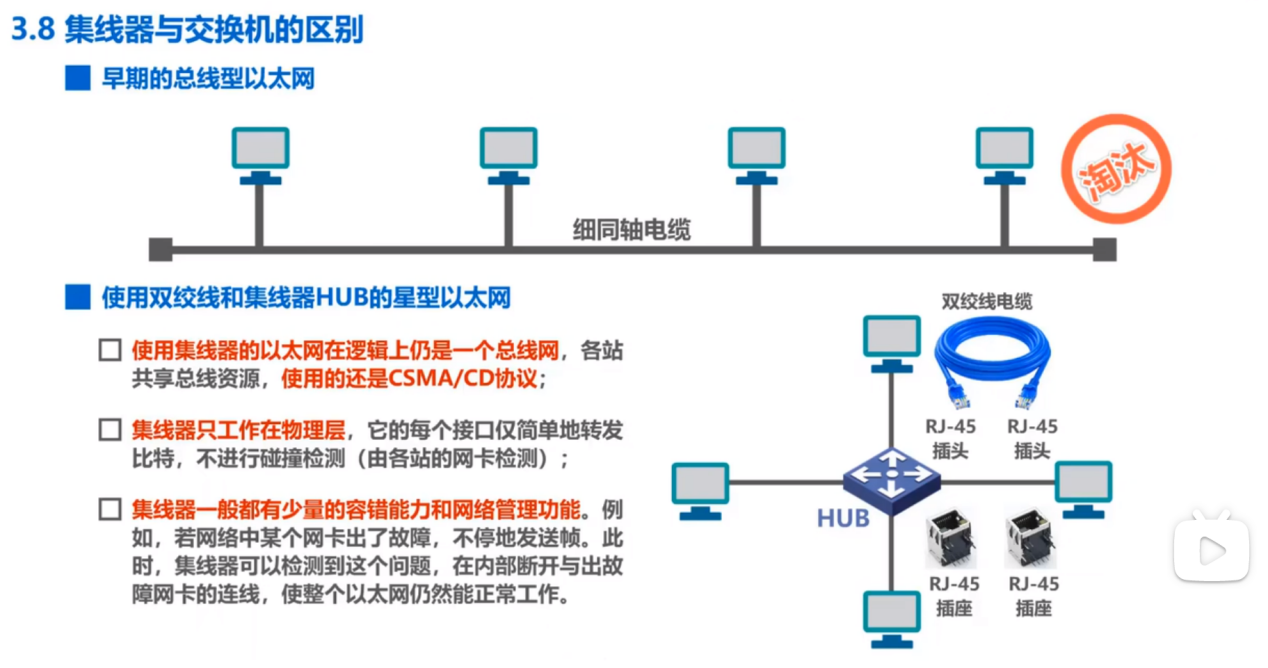 3.8 集线器与交换机的区别
早期的总线型以太网
淘汰
细同轴电缆
使用双绞线和集线器HUB的星型以太网
使用集线器的以太网在逻辑上仍是一个总线网，各站
共享总线资源，使用的还是CSMA/CD协议；
集线器只工作在物理层，它的每个接口仅简单地转发
比特，不进行碰撞检测（由各站的网卡检测）；
集线器一般都有少量的容错能力和网络管理功能。例
如，若网络中某个网卡出了故障，不停地发送帧。此
时，集线器可以检测到这个问题，在内部断开与出故
障网卡的连线，使整个以太网仍然能正常工作。
双绞线电缆
RJ-45
插头
RJ-45
插头
HUB
RJ-45
插座
RJ-45
插座